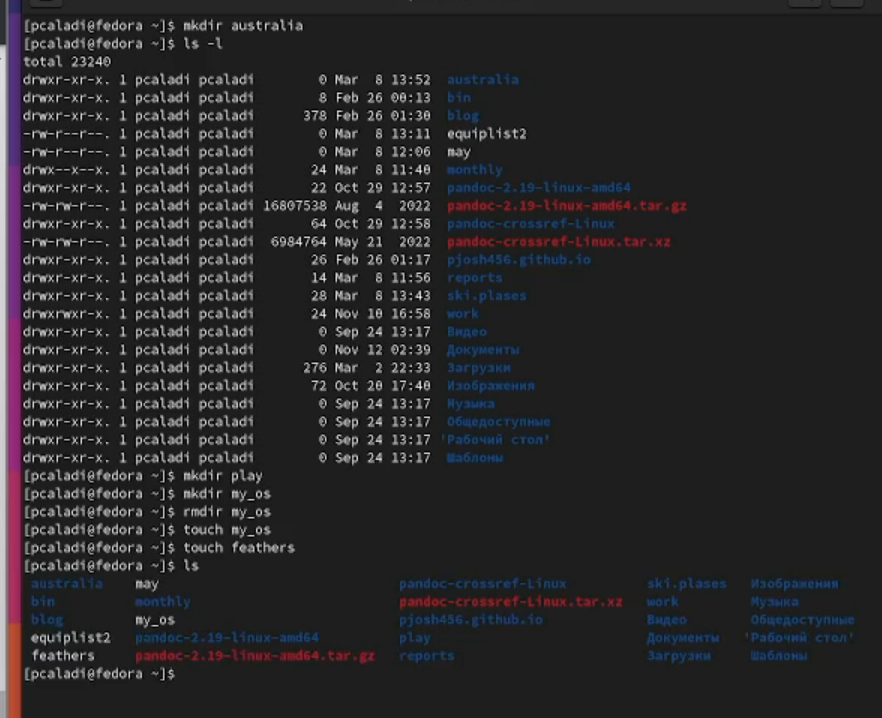 [pcaladi@fedora ~]$ mkdir australia
[pcaladi@fedora ~]$ ls -l
total 23240
drwxr-xr-x. 1 pcaladi pcaladi        0 Mar  8 13:52  australia
drwxr-xr-x. 1 pcaladi pcaladi        8 Feb 26 00:13  bin
drwxr-xr-x. 1 pcaladi pcaladi      378 Feb 26 01:30  blog
-rw-r--r--. 1 pcaladi pcaladi        0 Mar  8 13:11  equiplist2
-rw-r--r--. 1 pcaladi pcaladi        0 Mar  8 12:06  may
drwx--x--x. 1 pcaladi pcaladi       24 Mar  8 11:40  monthly
drwxr-xr-x. 1 pcaladi pcaladi       22 Oct 29 12:57  pandoc-2.19-linux-amd64
-rw-rw-r--. 1 pcaladi pcaladi 16807538 Aug  4  2022  pandoc-2.19-linux-amd64.tar.gz
drwxr-xr-x. 1 pcaladi pcaladi       64 Oct 29 12:58  pandoc-crossref-Linux
-rw-rw-r--. 1 pcaladi pcaladi  6984764 May 21  2022  pandoc-crossref-Linux.tar.xz
drwxr-xr-x. 1 pcaladi pcaladi       26 Feb 26 01:17  pjosh456.github.io
drwxr-xr-x. 1 pcaladi pcaladi       14 Mar  8 11:56  reports
drwxr-xr-x. 1 pcaladi pcaladi       28 Mar  8 13:43  ski.plases
drwxrwxr-x. 1 pcaladi pcaladi       24 Nov 10 16:58  work
drwxr-xr-x. 1 pcaladi pcaladi        0 Sep 24 13:17  Видео
drwxr-xr-x. 1 pcaladi pcaladi        0 Nov 12 02:39  Документы
drwxr-xr-x. 1 pcaladi pcaladi      276 Mar  2 22:33  Загрузки
drwxr-xr-x. 1 pcaladi pcaladi       72 Oct 20 17:40  Изображения
drwxr-xr-x. 1 pcaladi pcaladi        0 Sep 24 13:17  Музыка
drwxr-xr-x. 1 pcaladi pcaladi        0 Sep 24 13:17  Общедоступные
drwxr-xr-x. 1 pcaladi pcaladi        0 Sep 24 13:17 'Рабочий стол'
drwxr-xr-x. 1 pcaladi pcaladi        0 Sep 24 13:17  Шаблоны
[pcaladi@fedora ~]$ mkdir play
[pcaladi@fedora ~]$ mkdir my_os
[pcaladi@fedora ~]$ rmdir my_os
[pcaladi@fedora ~]$ touch my_os
[pcaladi@fedora ~]$ touch feathers
[pcaladi@fedora ~]$ ls
australia    may    pandoc-crossref-Linux    ski.plases    Изображения
bin    monthly    pandoc-crossref-Linux.tar.xz    work    Музыка
blog    my_os    pjosh456.github.io    Видео    Общедоступные
equiplist2    pandoc-2.19-linux-amd64    play    Документы    'Рабочий стол'
feathers    pandoc-2.19-linux-amd64.tar.gz    reports    Загрузки    Шаблоны
[pcaladi@fedora ~]$